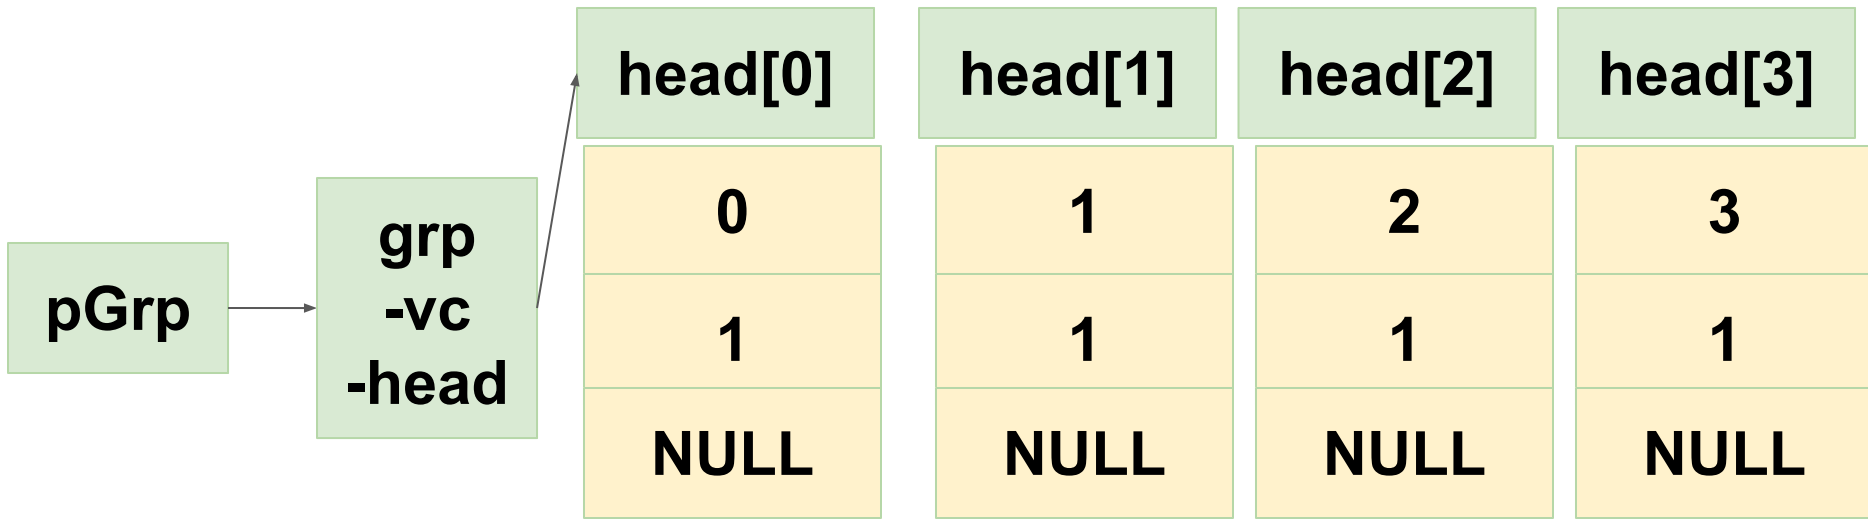 head[0] head[1] head[2] head[3]
0 1 2 3
grp
-vc
-head
pGrp
1 1 1 1
NULL NULL NULL NULL